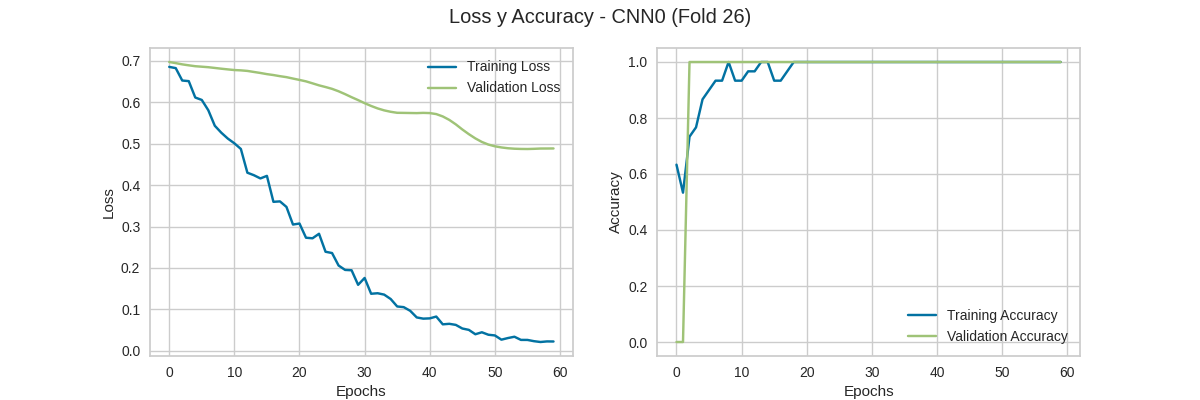 Loss y Accuracy - CNN0 (Fold 26)
0.7
0.6
0.5
0.4
0.3
0.2
0.1
0.0
Loss
0 10 20 30 40 50 60
Epochs
Training Loss
Validation Loss
1.0
0.8
0.6
0.4
0.2
0.0
Accuracy
0 10 20 30 40 50 60
Epochs
Training Accuracy
Validation Accuracy